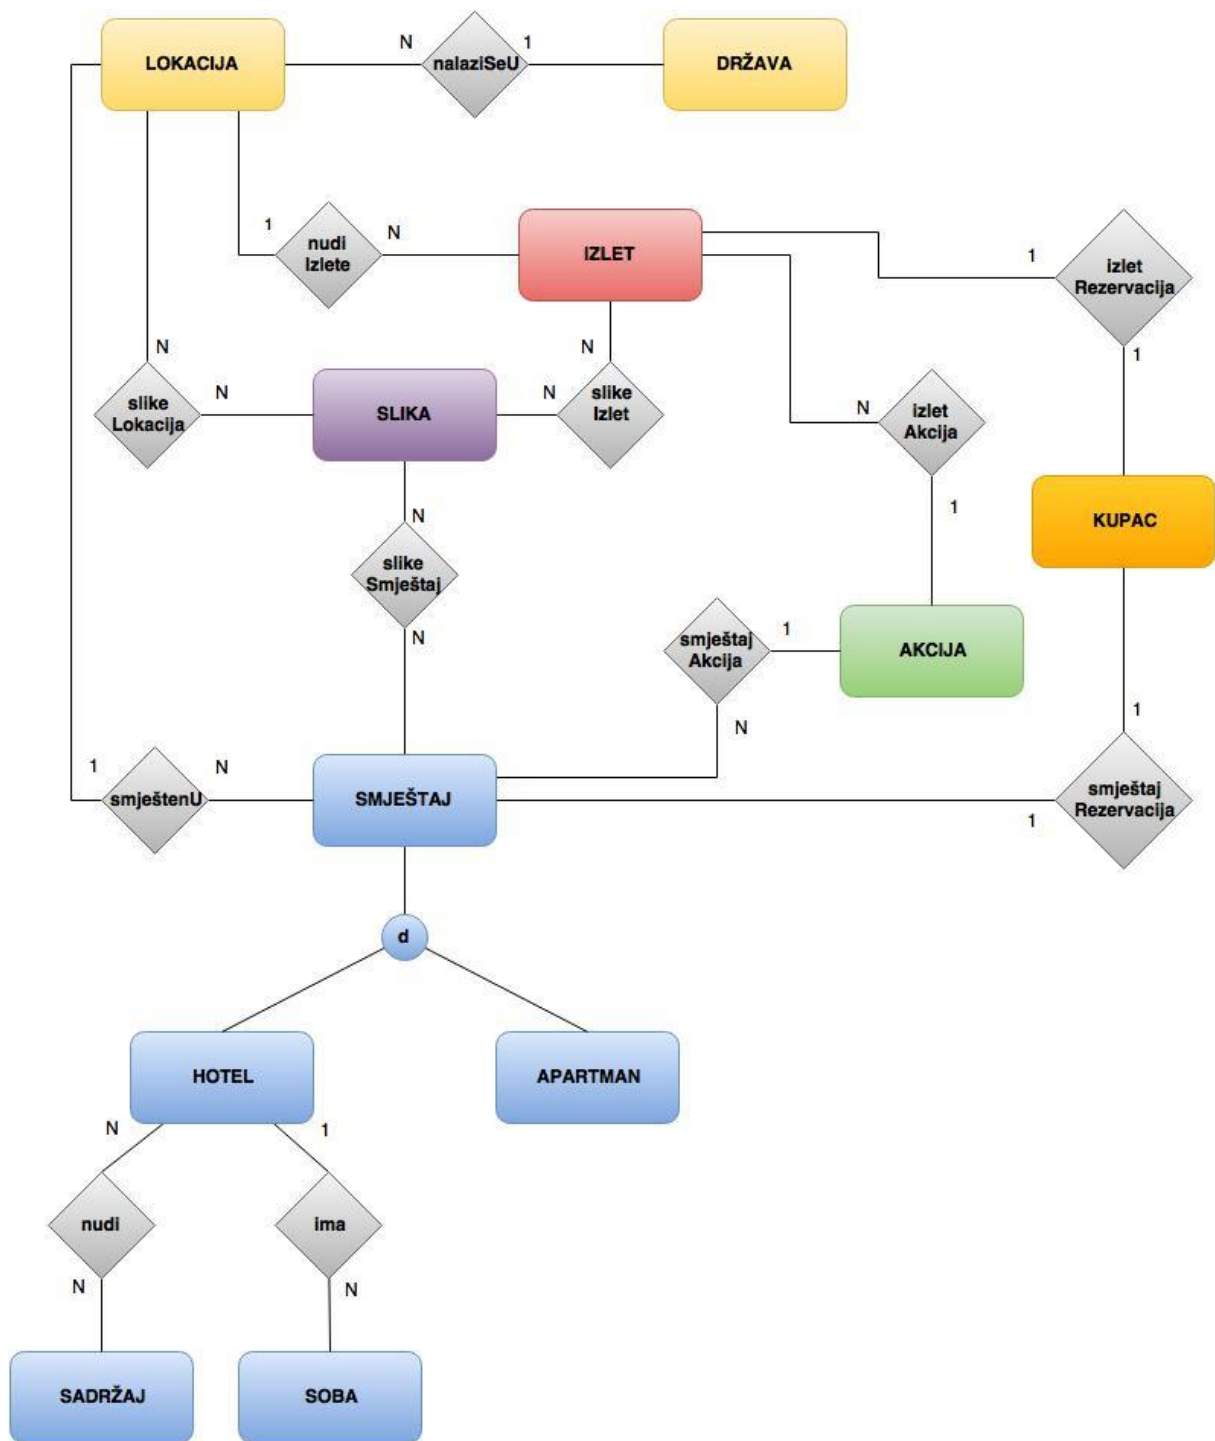 LOKACIJA
N
nalaziSeU
1
DRŽAVA
1
nudi
Izlete
N
IZLET
1
izlet
Rezervacija
1
N
slike
Lokacija
N
SLIKA
N
slike
Izlet
N
N
izlet
Akcija
1
KUPAC
N
slike
Smještaj
N
smještaj
Akcija
1
N
AKCIJA
1
smještaj
Rezervacija
1
1
smještenU
N
SMJEŠTAJ
d
HOTEL
APARTMAN
N
1
nudi
ima
N
N
SADRŽAJ
SOBA